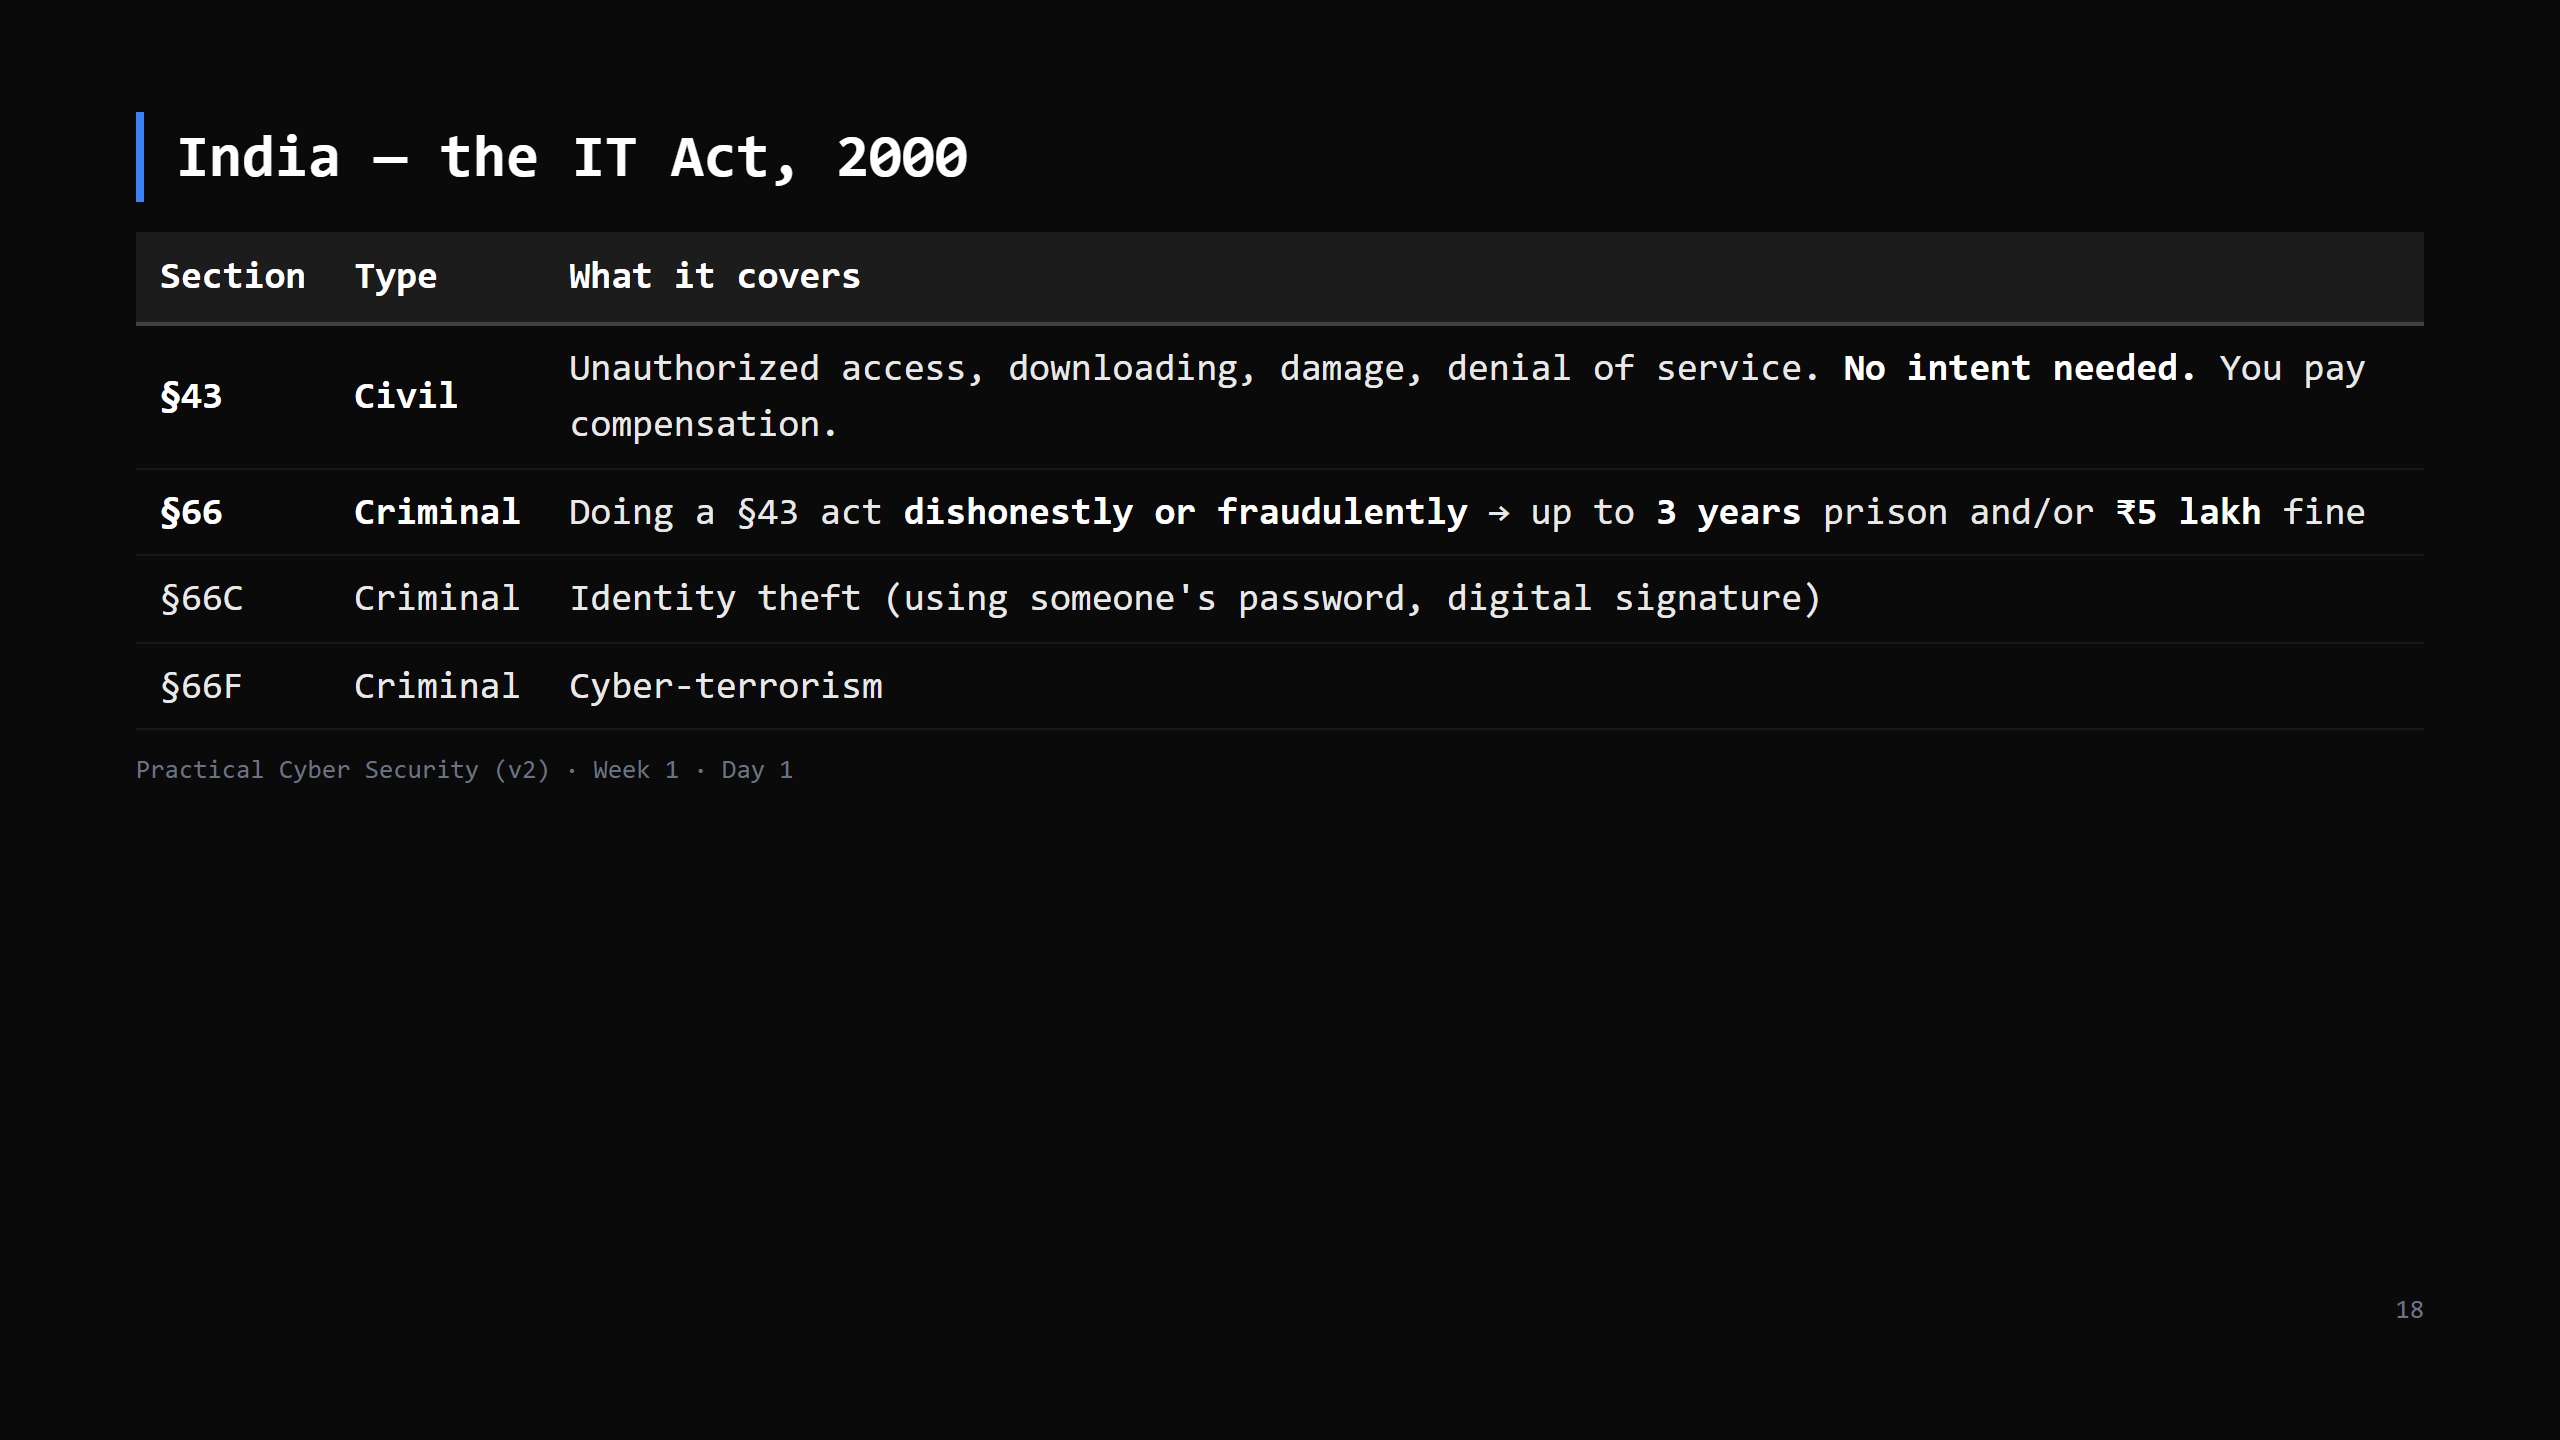 India — the IT Act, 2000
Section Type What it covers
§43 Civil Unauthorized access, downloading, damage, denial of service. No intent needed. You pay
compensation.
§66 Criminal Doing a §43 act dishonestly or fraudulently → up to 3 years prison and/or ₹5 lakh fine
§66C Criminal Identity theft (using someone's password, digital signature)
§66F Criminal Cyber-terrorism
Practical Cyber Security (v2) · Week 1 · Day 1
18